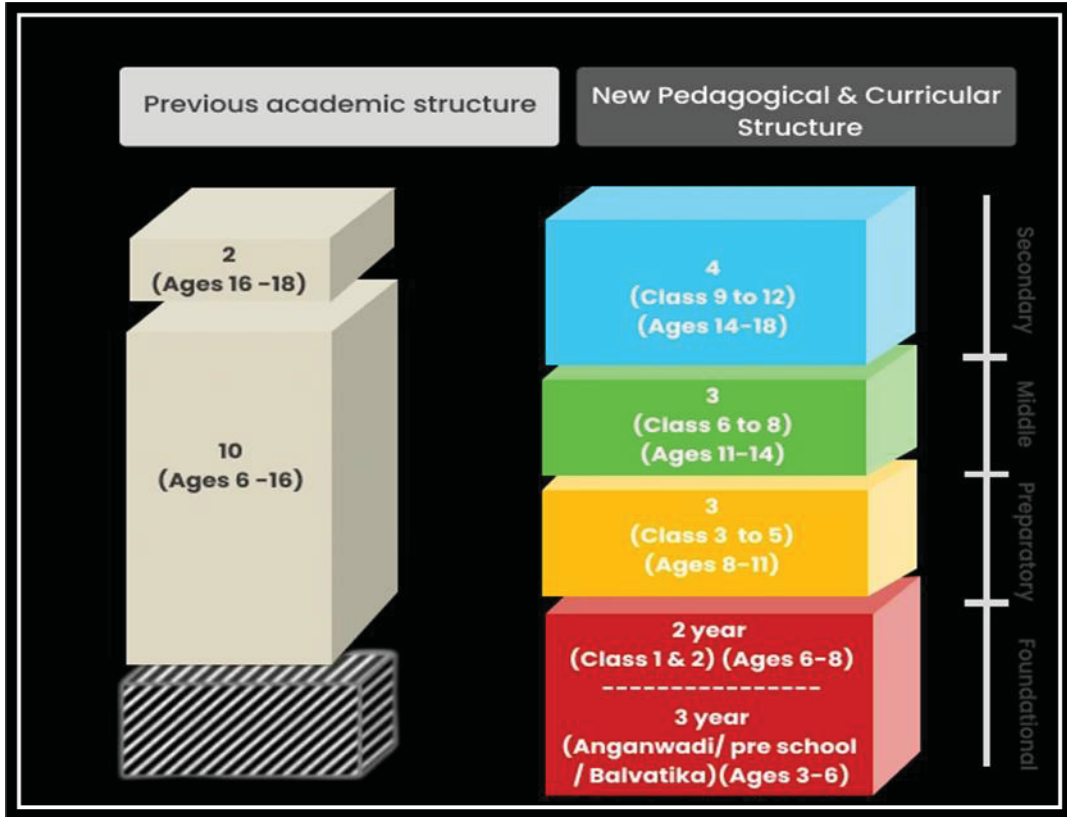 Previous academic structure
New Pedagogical & Curricular
Structure
2
(Ages 16 -18)
10
(Ages 6 -16)
4
(Class 9 to 12)
(Ages 14-18)
3
(Class 6 to 8)
(Ages 11-14)
3
(Class 3 to 5)
(Ages 8-11)
2 year
(Class 1 & 2) (Ages 6-8)
-----------------
3 year
(Anganwadi/ pre school
/ Balvatika)(Ages 3-6)
Secondary
Middle
Preparatory
Foundational